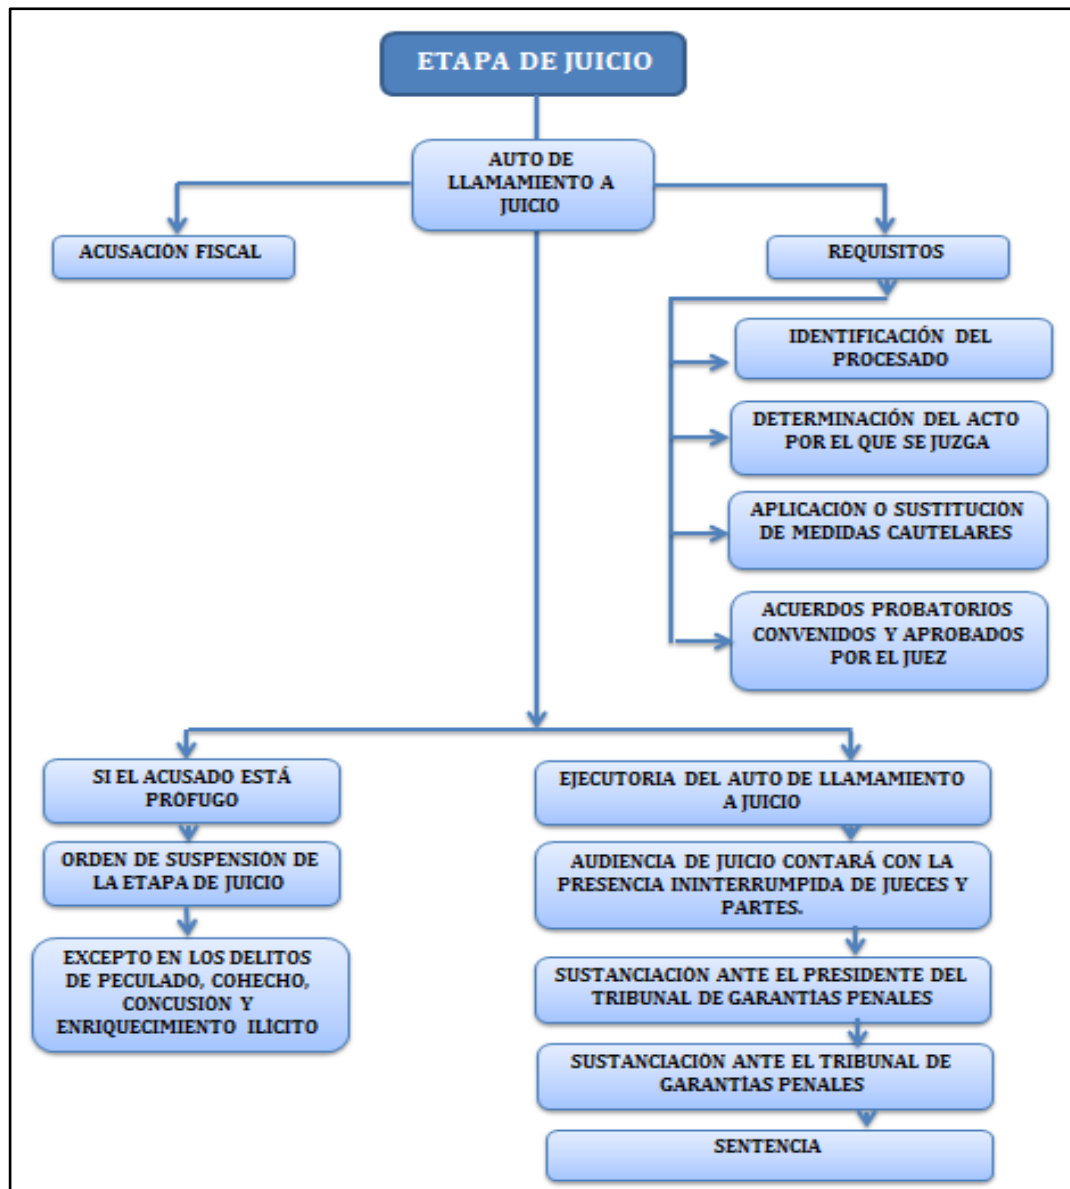 ETAPA DE JUICIO
AUTO DE
LLAMAMIENTO A
JUICIO
ACUSACIÓN FISCAL
REQUISITOS
IDENTIFICACIÓN DEL
PROCESADO
DETERMINACIÓN DEL ACTO
POR EL QUE SE JUZGA
APLICACIÓN O SUSTITUCIÓN
DE MEDIDAS CAUTELARES
ACUERDOS PROBATORIOS
CONVENIDOS Y APROBADOS
POR EL JUEZ
SI EL ACUSADO ESTÁ
PRÓFUGO
ORDEN DE SUSPENSIÓN DE
LA ETAPA DE JUICIO
EXCEPTO EN LOS DELITOS
DE PECULADO, COHECHO,
CONCUSIÓN Y
ENRIQUECIMIENTO ILÍCITO
EJECUTORIA DEL AUTO DE LLAMAMIENTO
A JUICIO
AUDIENCIA DE JUICIO CONTARÁ CON LA
PRESENCIA ININTERRUMPIDA DE JUECES Y
PARTES.
SUSTANCIACIÓN ANTE EL PRESIDENTE DEL
TRIBUNAL DE GARANTÍAS PENALES
SUSTANCIACIÓN ANTE EL TRIBUNAL DE
GARANTÍAS PENALES
SENTENCIA